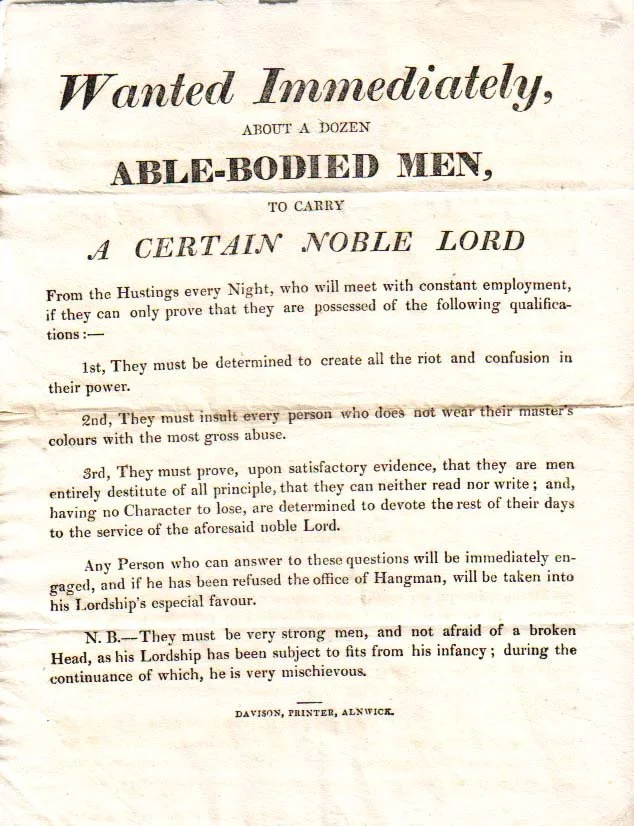 Wanted Immediately,
ABOUT A DOZEN
ABLE-BODIED MEN,
TO CARRY
A CERTAIN NOBLE LORD
From the Hustings every Night, who will meet with constant employment,
if they can only prove that they are possessed of the following qualifica-
tions :—
1st, They must be determined to create all the riot and confusion in
their power.
2nd, They must insult every person who does not wear their master's
colours with the most gross abuse.
3rd, They must prove, upon satisfactory evidence, that they are men
entirely destitute of all principle, that they can neither read nor write ; and,
having no Character to lose, are determined to devote the rest of their days
to the service of the aforesaid noble Lord.
Any Person who can answer to these questions will be immediately en-
gaged, and if he has been refused the office of Hangman, will be taken into
his Lordship's especial favour.
N. B.—They must be very strong men, and not afraid of a broken
Head, as his Lordship has been subject to fits from his infancy ; during the
continuance of which, he is very mischievous.
DAVISON, PRINTER, ALNWICK.